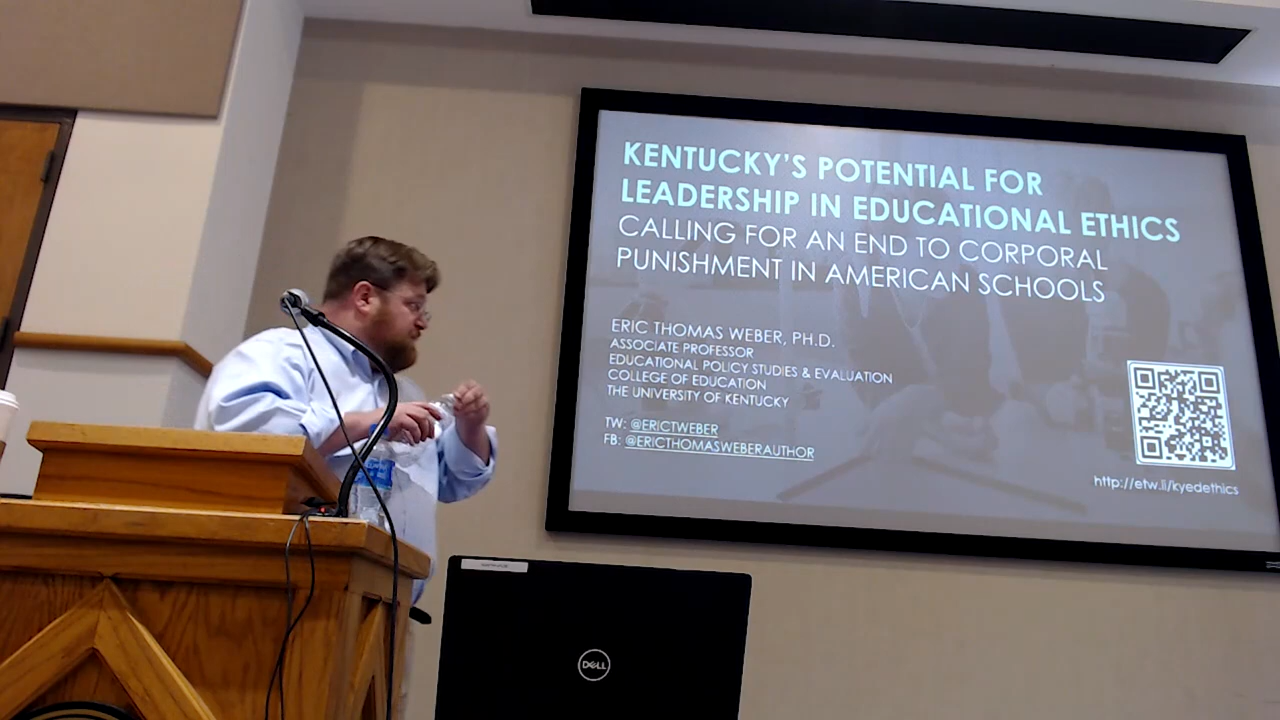 KENTUCKY'S POTENTIAL FOR
LEADERSHIP IN EDUCATIONAL ETHICS
CALLING FOR AN END TO CORPORAL
PUNISHMENT IN AMERICAN SCHOOLS
ERIC THOMAS WEBER, PH.D.
ASSOCIATE PROFESSOR
EDUCATIONAL POLICY STUDIES & EVALUATION
COLLEGE OF EDUCATION
THE UNIVERSITY OF KENTUCKY
TW: @ERICTWEBER
FB: @ERICTHOMASWEBERAUTHOR
http://etw.li/kyedethics
DELL